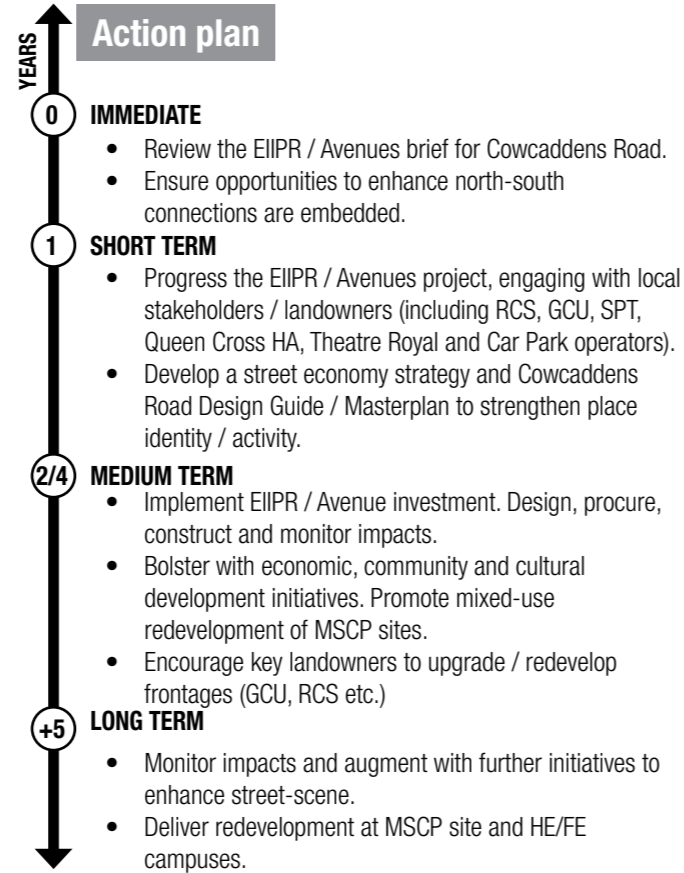 Action plan
YEARS
0
IMMEDIATE
• Review the EIIPR / Avenues brief for Cowcaddens Road.
• Ensure opportunities to enhance north-south
connections are embedded.
1
SHORT TERM
• Progress the EIIPR / Avenues project, engaging with local
stakeholders / landowners (including RCS, GCU, SPT,
Queen Cross HA, Theatre Royal and Car Park operators).
• Develop a street economy strategy and Cowcaddens
Road Design Guide / Masterplan to strengthen place
identity / activity.
2/4
MEDIUM TERM
• Implement EIIPR / Avenue investment. Design, procure,
construct and monitor impacts.
• Bolster with economic, community and cultural
development initiatives. Promote mixed-use
redevelopment of MSCP sites.
• Encourage key landowners to upgrade / redevelop
frontages (GCU, RCS etc.)
+5
LONG TERM
• Monitor impacts and augment with further initiatives to
enhance street-scene.
• Deliver redevelopment at MSCP site and HE/FE
campuses.